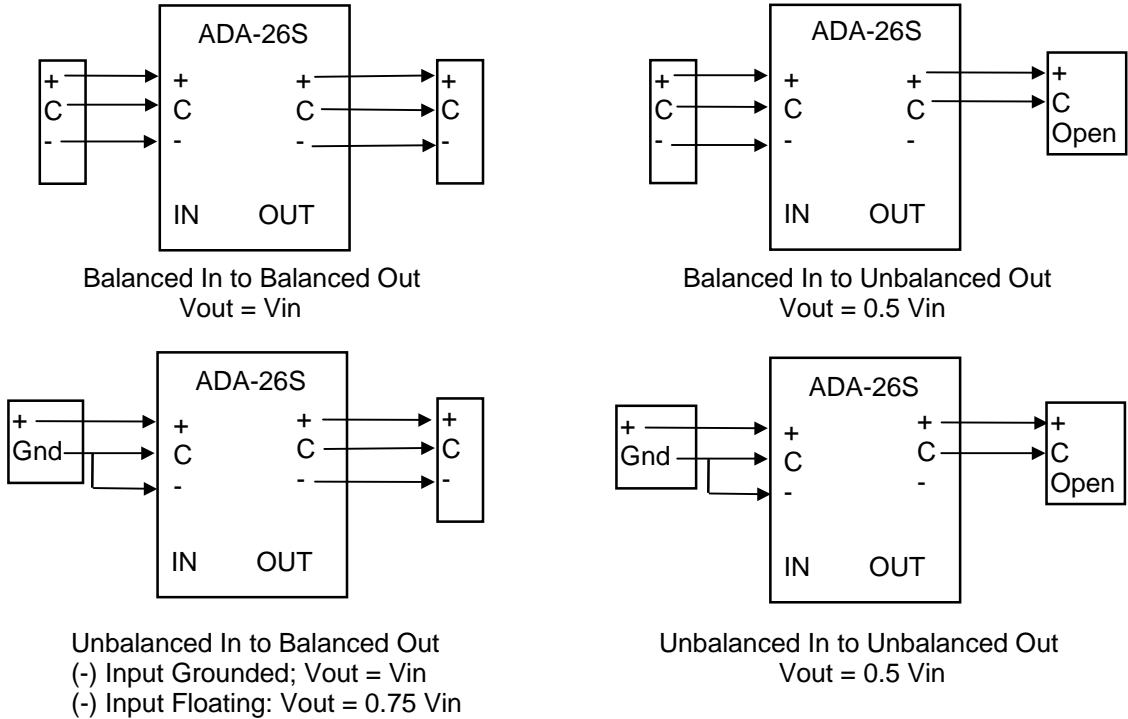 ADA-26S
+ + + +
C C C C
- - - -
IN OUT
Balanced In to Balanced Out
Vout = Vin
ADA-26S
+ + + +
C C C C
- - - Open
IN OUT
Balanced In to Unbalanced Out
Vout = 0.5 Vin
ADA-26S
+ + + +
Gnd C C C
- - -
IN OUT
Unbalanced In to Balanced Out
(-) Input Grounded; Vout = Vin
(-) Input Floating: Vout = 0.75 Vin
ADA-26S
+ + + +
Gnd C C C
- - Open
IN OUT
Unbalanced In to Unbalanced Out
Vout = 0.5 Vin